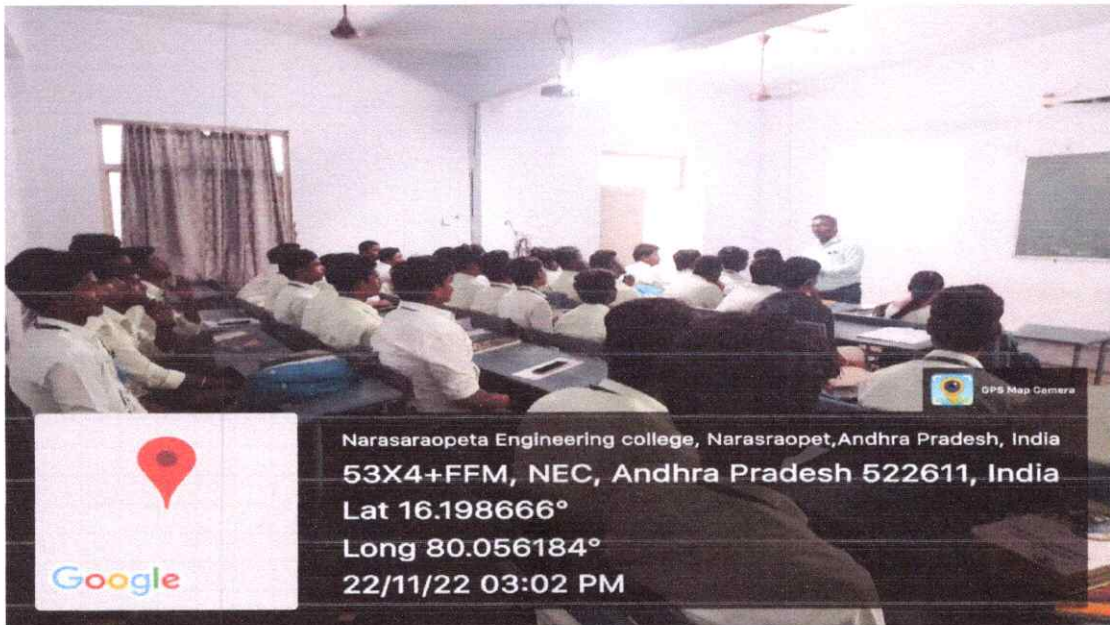 GPS Map Camera
Narasaraopeta Engineering college, Narasraopet,Andhra Pradesh, India
53X4+FFM, NEC, Andhra Pradesh 522611, India
Lat 16.198666°
Long 80.056184°
22/11/22 03:02 PM
Google